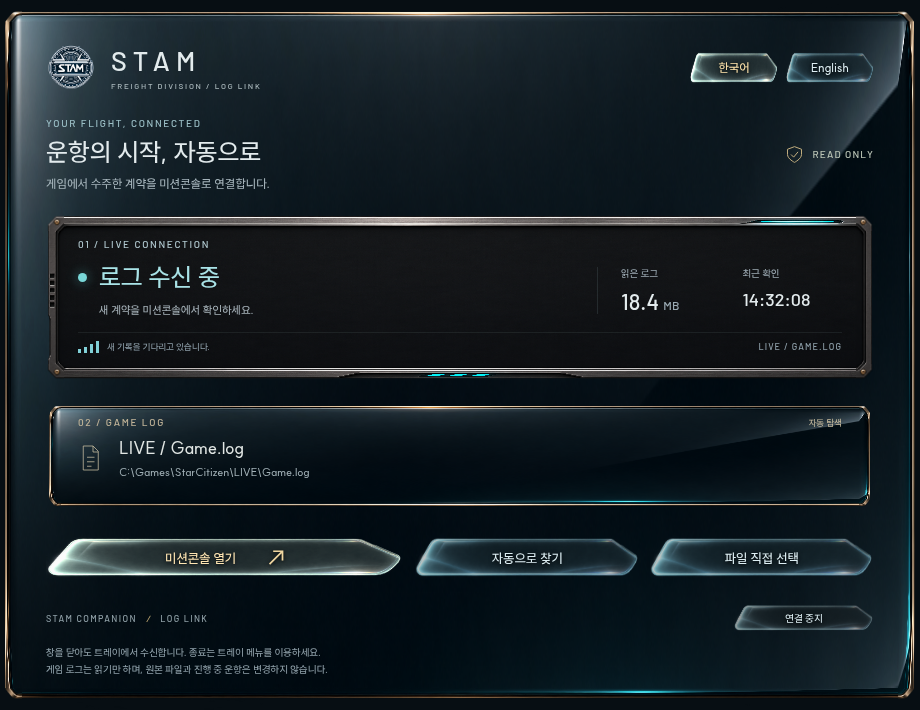 STAM
STAM
FREIGHT DIVISION / LOG LINK
한국어
English
YOUR FLIGHT, CONNECTED
운항의 시작, 자동으로
READ ONLY
게임에서 수주한 계약을 미션콘솔로 연결합니다.
01 / LIVE CONNECTION
로그 수신 중
새 계약을 미션콘솔에서 확인하세요.
읽은 로그
18.4 MB
최근 확인
14:32:08
새 기록을 기다리고 있습니다.
LIVE / GAME.LOG
02 / GAME LOG
자동 탐색
LIVE / Game.log
C:\Games\StarCitizen\LIVE\Game.log
미션콘솔 열기
자동으로 찾기
파일 직접 선택
STAM COMPANION / LOG LINK
연결 중지
창을 닫아도 트레이에서 수신합니다. 종료는 트레이 메뉴를 이용하세요.
게임 로그는 읽기만 하며, 원본 파일과 진행 중 운항은 변경하지 않습니다.